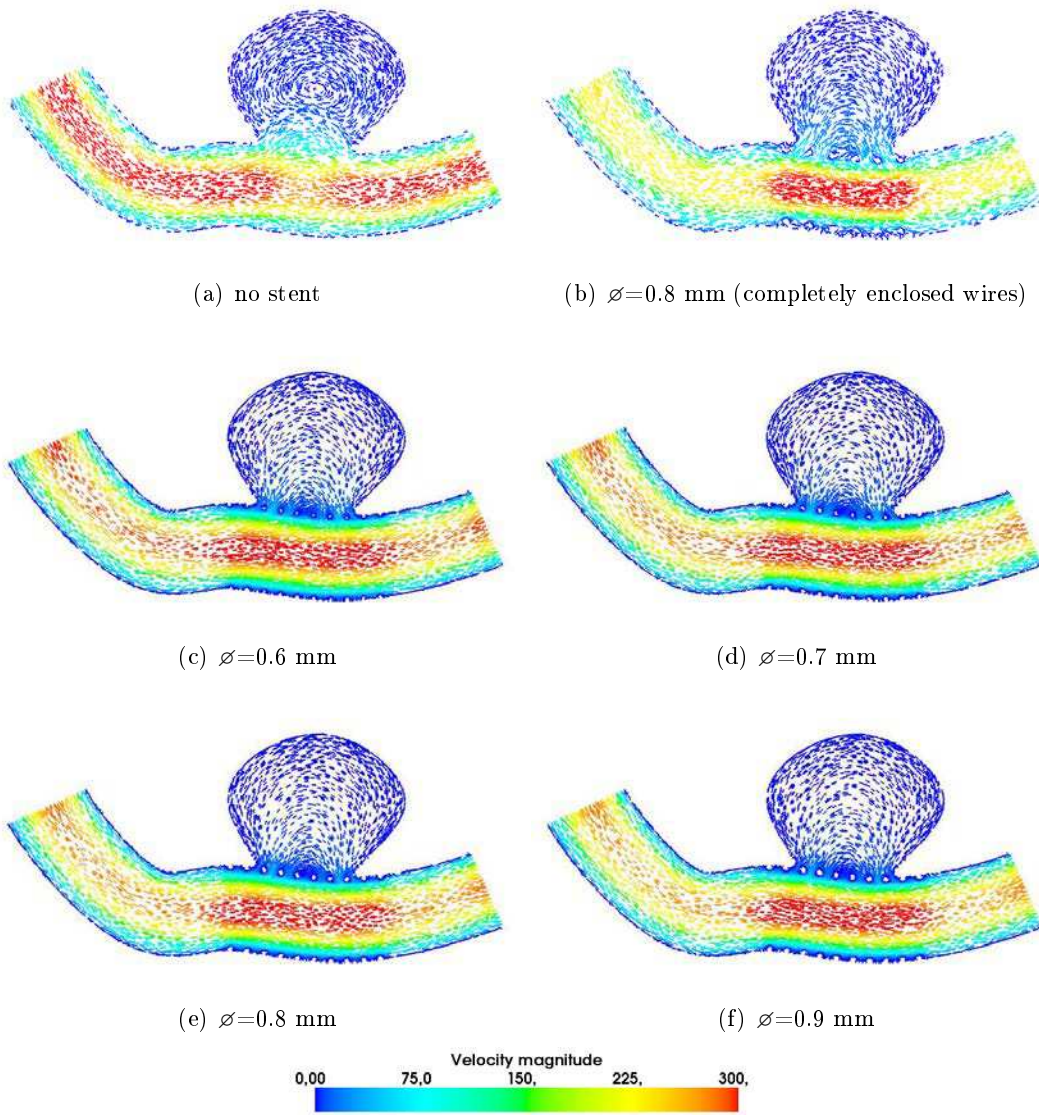 (a) no stent
(b) ⌀=0.8 mm (completely enclosed wires)
(c) ⌀=0.6 mm
(d) ⌀=0.7 mm
(e) ⌀=0.8 mm
(f) ⌀=0.9 mm
Velocity magnitude
0,00 75,0 150, 225, 300,